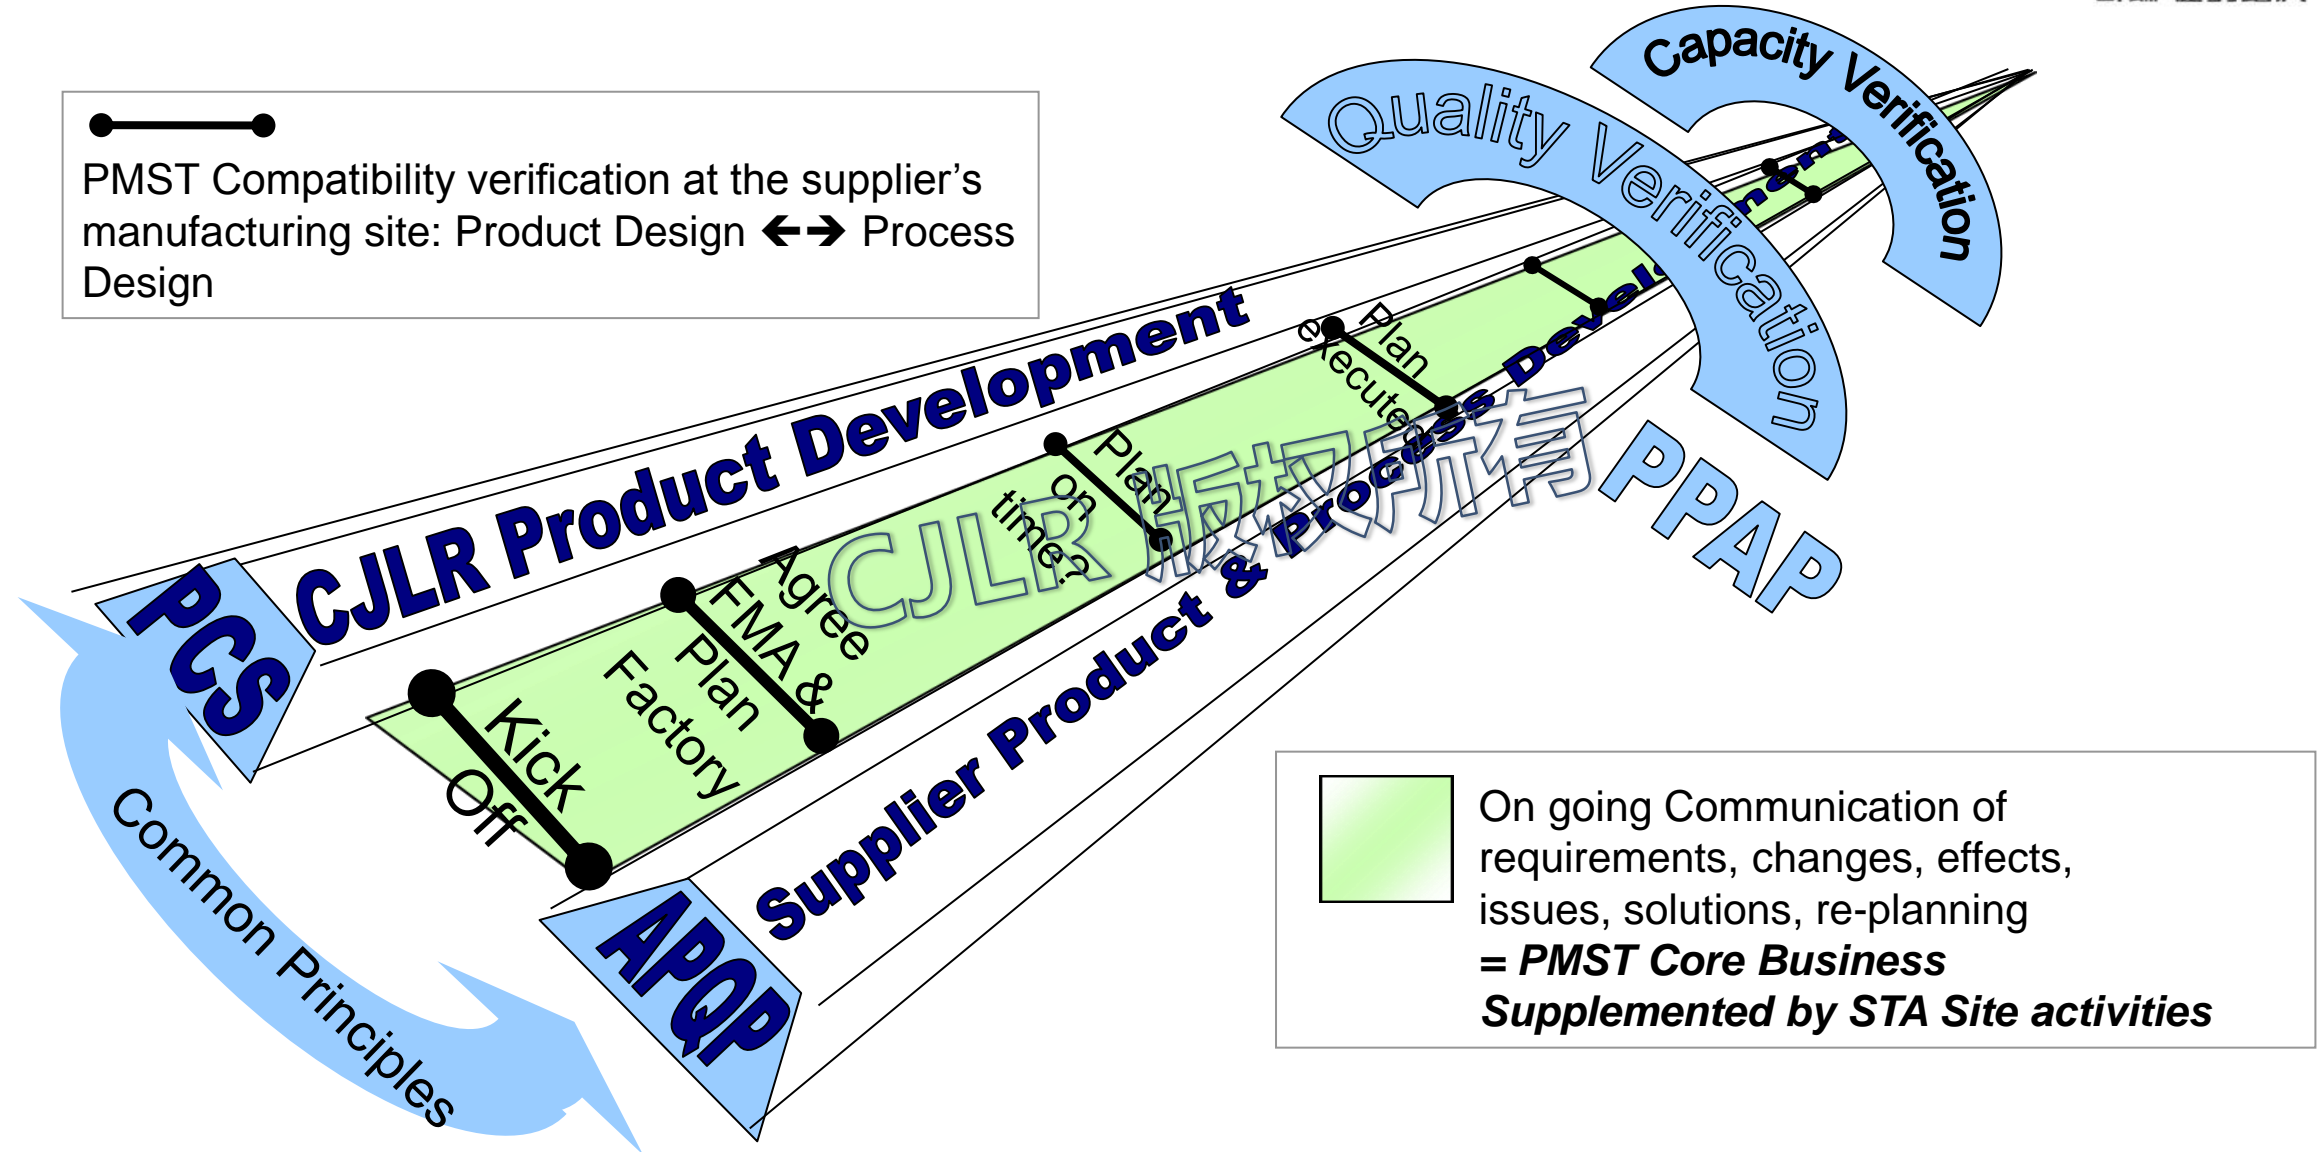 Capacity Verification
Quality Verification
PMST Compatibility verification at the supplier’s
manufacturing site: Product Design ←→ Process
Design
CJLR Product Development
PCS
Kick
Off
Agree
FMA &
Plan
Factory
Plan
on
time?
Plan
executed
Supplier Product & Process Devel
ment
CJLR 版权所有
PPAP
APQP
Common Principles
On going Communication of
requirements, changes, effects,
issues, solutions, re-planning
= PMST Core Business
Supplemented by STA Site activities